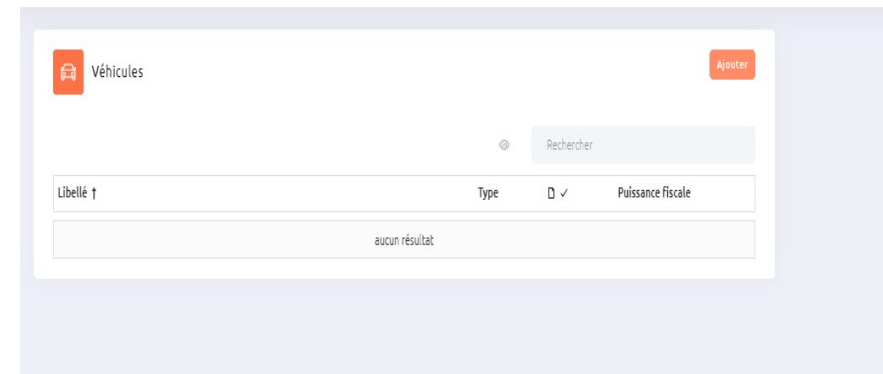 Véhicules
Ajouter
Rechercher
Libellé ↑ Type ✓ Puissance fiscale
aucun résultat